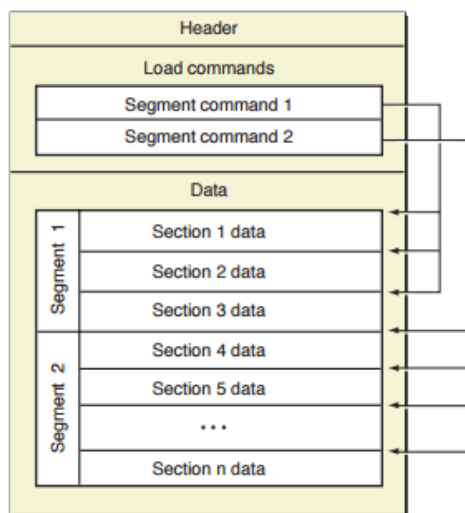 Header
Load commands
Segment command 1
Segment command 2
Data
Segment 1
Section 1 data
Section 2 data
Section 3 data
Segment 2
Section 4 data
Section 5 data
...
Section n data